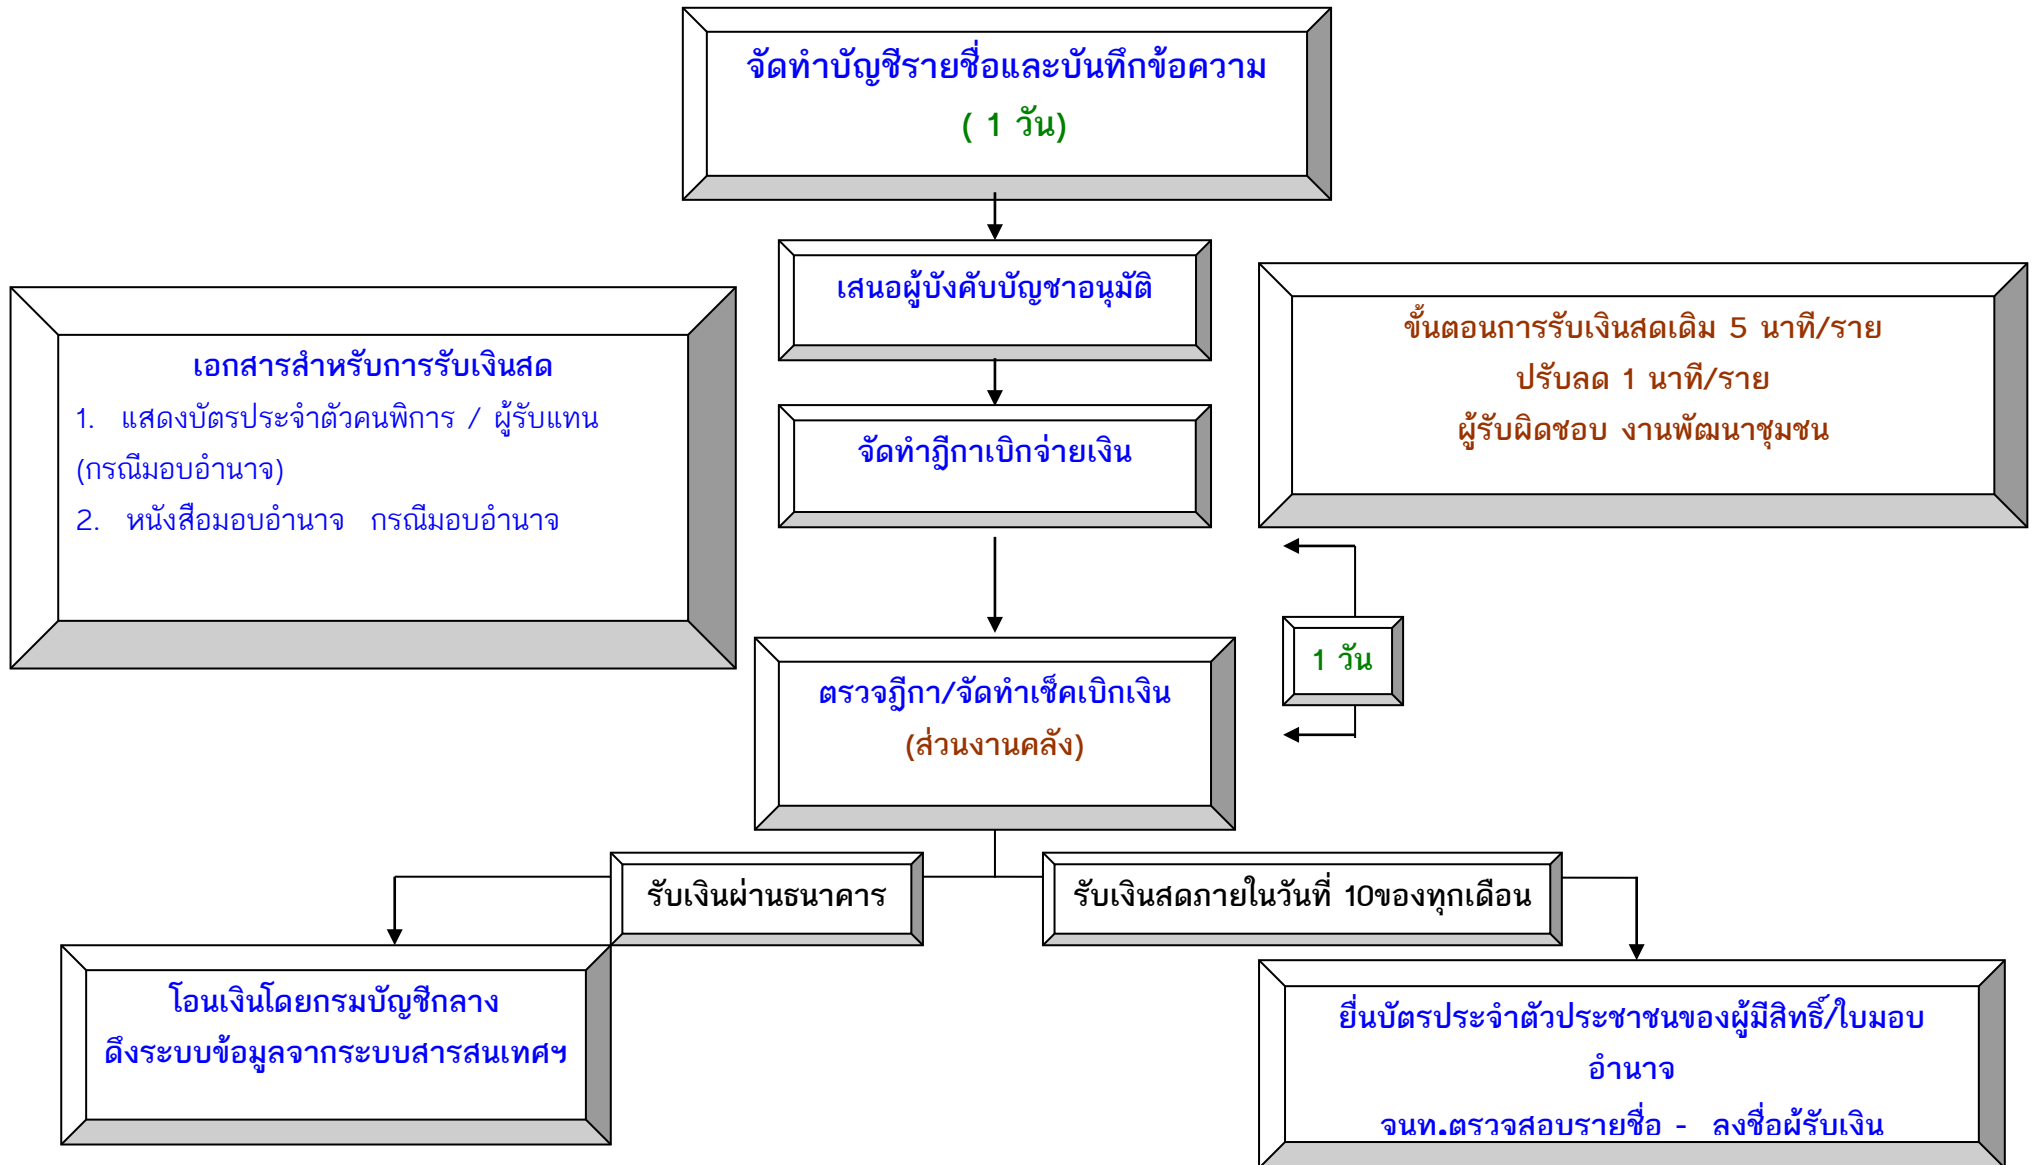 จัดทำบัญชีรายชื่อและบันทึกข้อความ
( 1 วัน)
เสนอผู้บังคับบัญชาอนุมัติ
เอกสารสำหรับการรับเงินสด
1. แสดงบัตรประจำตัวคนพิการ / ผู้รับแทน
(กรณีมอบอำนาจ)
2. หนังสือมอบอำนาจ กรณีมอบอำนาจ
ขั้นตอนการรับเงินสดเดิม 5 นาที/ราย
ปรับลด 1 นาที/ราย
ผู้รับผิดชอบ งานพัฒนาชุมชน
จัดทำฎีกาเบิกจ่ายเงิน
1 วัน
ตรวจฎีกา/จัดทำเช็คเบิกเงิน
(ส่วนงานคลัง)
รับเงินผ่านธนาคาร
รับเงินสดภายในวันที่ 10ของทุกเดือน
โอนเงินโดยกรมบัญชีกลาง
ดึงระบบข้อมูลจากระบบสารสนเทศฯ
ยื่นบัตรประจำตัวประชาชนของผู้มีสิทธิ์/ใบมอบ
อำนาจ
จนท.ตรวจสอบรายชื่อ - ลงชื่อผู้รับเงิน